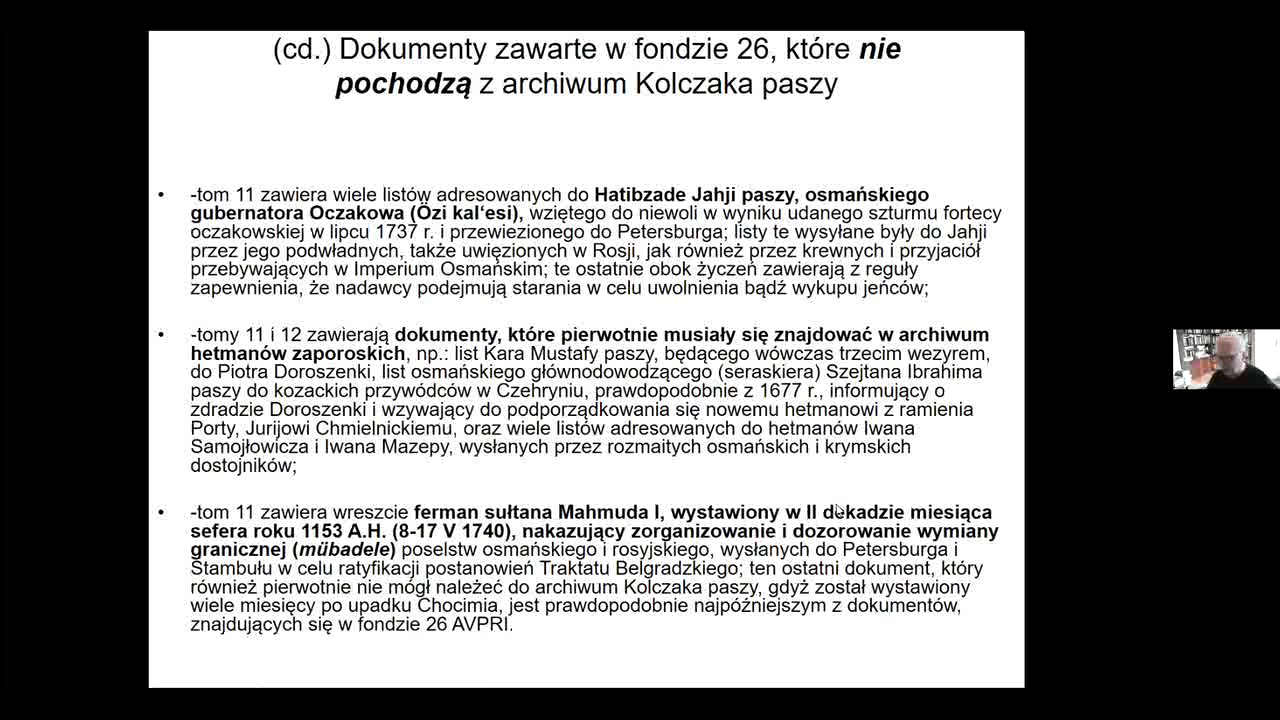 (cd.) Dokumenty zawarte w fondzie 26, które nie
pochodzą z archiwum Kolczaka paszy
• -tom 11 zawiera wiele listów adresowanych do Hatibzade Jahji paszy, osmańskiego
gubernatora Oczakowa (Özi kal‘esi), wziętego do niewoli w wyniku udanego szturmu fortecy
oczakowskiej w lipcu 1737 r. i przewiezionego do Petersburga; listy te wysyłane były do Jahji
przez jego podwładnych, także uwięzionych w Rosji, jak również przez krewnych i przyjaciół
przebywających w Imperium Osmańskim; te ostatnie obok życzeń zawierają z reguły
zapewnienia, że nadawcy podejmują starania w celu uwolnienia bądź wykupu jeńców;
• -tomy 11 i 12 zawierają dokumenty, które pierwotnie musiały się znajdować w archiwum
hetmanów zaporoskich, np.: list Kara Mustafy paszy, będącego wówczas trzecim wezyrem,
do Piotra Doroszenki, list osmańskiego głównodowodzącego (seraskiera) Szejtana Ibrahima
paszy do kozackich przywódców w Czehryniu, prawdopodobnie z 1677 r., informujący o
zdradzie Doroszenki i wzywający do podporządkowania się nowemu hetmanowi z ramienia
Porty, Jurijowi Chmielnickiemu, oraz wiele listów adresowanych do hetmanów Iwana
Samojłowicza i Iwana Mazepy, wysłanych przez rozmaitych osmańskich i krymskich
dostojników;
• -tom 11 zawiera wreszcie ferman sułtana Mahmuda I, wystawiony w II dekadzie miesiąca
sefera roku 1153 A.H. (8-17 V 1740), nakazujący zorganizowanie i dozorowanie wymiany
granicznej (mübadele) poselstw osmańskiego i rosyjskiego, wysłanych do Petersburga i
Stambułu w celu ratyfikacji postanowień Traktatu Belgradzkiego; ten ostatni dokument, który
również pierwotnie nie mógł należeć do archiwum Kolczaka paszy, gdyż został wystawiony
wiele miesięcy po upadku Chocimia, jest prawdopodobnie najpóźniejszym z dokumentów,
znajdujących się w fondzie 26 AVPRI.